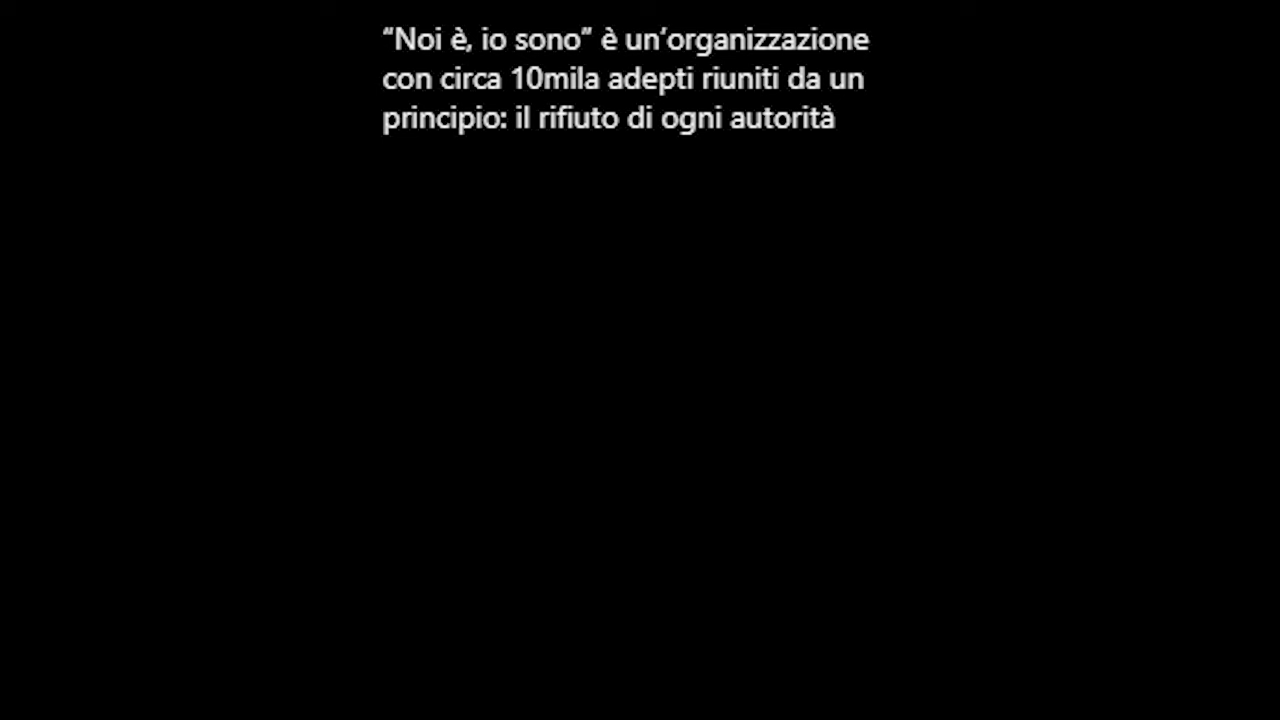 “Noi è, io sono” è un’organizzazione
con circa 10mila adepti riuniti da un
principio: il rifiuto di ogni autorità